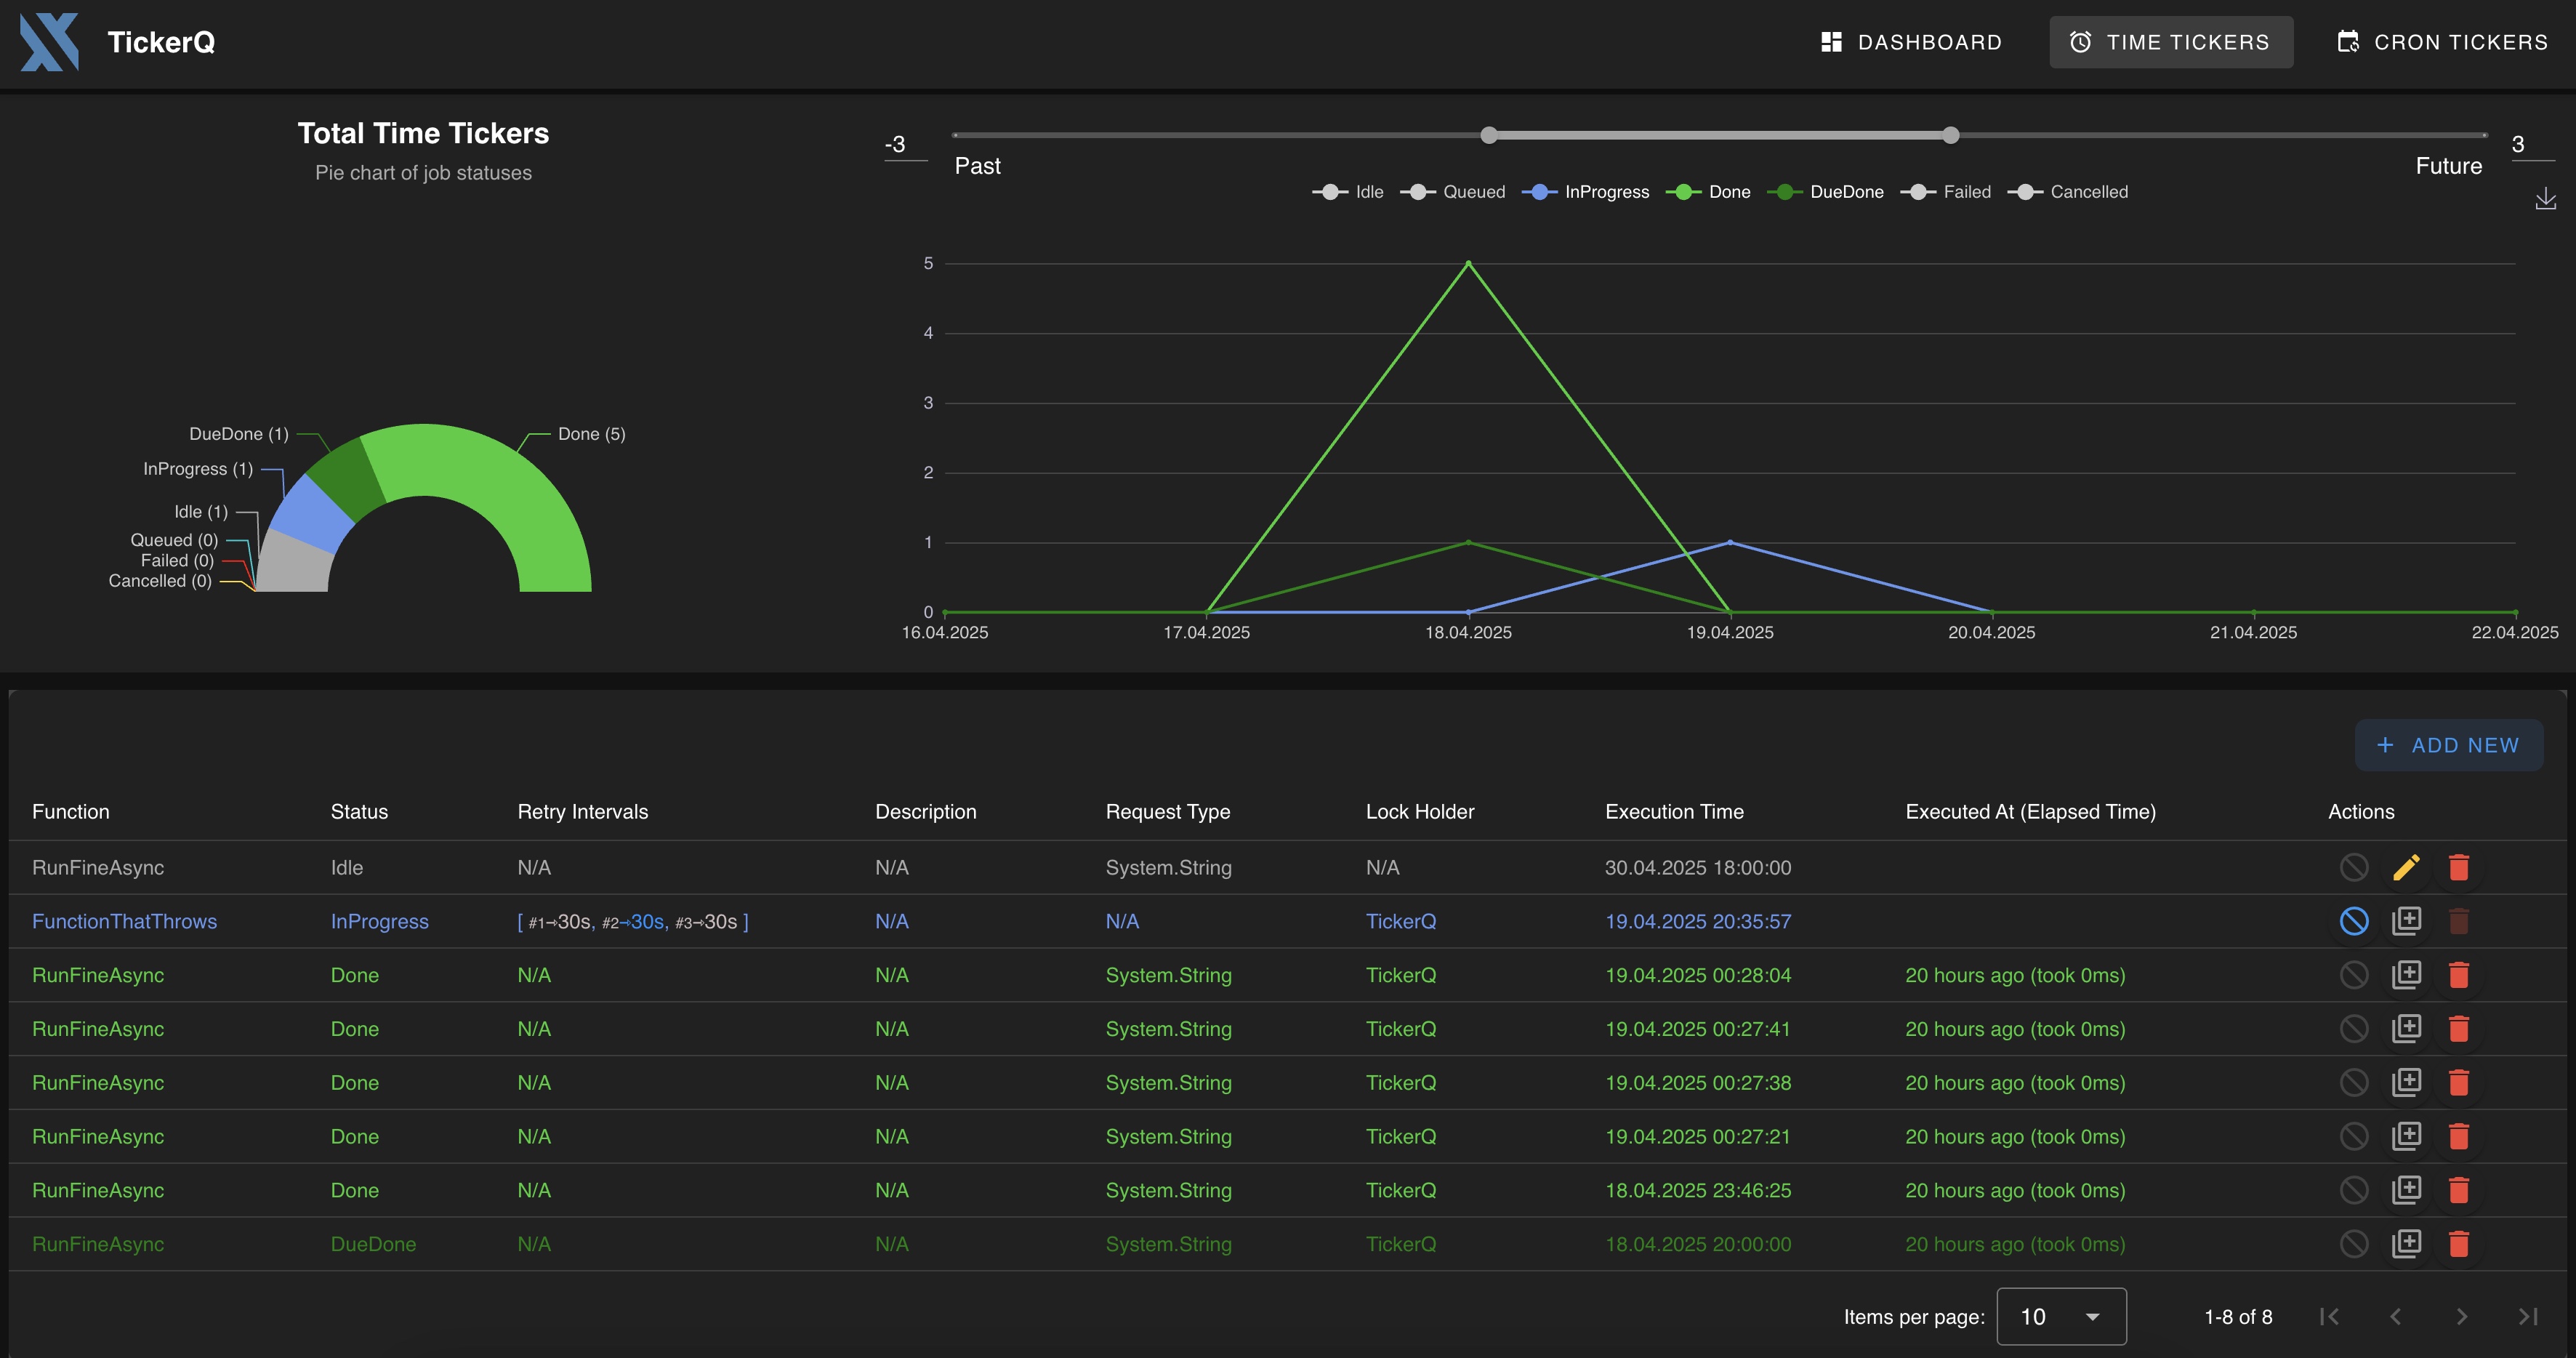 TickerQ
DASHBOARD
TIME TICKERS
CRON TICKERS
Total Time Tickers
Pie chart of job statuses
DueDone (1)
Done (5)
InProgress (1)
Idle (1)
Queued (0)
Failed (0)
Cancelled (0)
-3
Past
Future
3
Idle Queued InProgress Done DueDone Failed Cancelled
5
4
3
2
1
0
16.04.2025 17.04.2025 18.04.2025 19.04.2025 20.04.2025 21.04.2025 22.04.2025
+ ADD NEW
Function Status Retry Intervals Description Request Type Lock Holder Execution Time Executed At (Elapsed Time) Actions
RunFineAsync Idle N/A N/A System.String N/A 30.04.2025 18:00:00
FunctionThatThrows InProgress [ #1→30s, #2→30s, #3→30s ] N/A N/A TickerQ 19.04.2025 20:35:57
RunFineAsync Done N/A N/A System.String TickerQ 19.04.2025 00:28:04 20 hours ago (took 0ms)
RunFineAsync Done N/A N/A System.String TickerQ 19.04.2025 00:27:41 20 hours ago (took 0ms)
RunFineAsync Done N/A N/A System.String TickerQ 19.04.2025 00:27:38 20 hours ago (took 0ms)
RunFineAsync Done N/A N/A System.String TickerQ 19.04.2025 00:27:21 20 hours ago (took 0ms)
RunFineAsync Done N/A N/A System.String TickerQ 18.04.2025 23:46:25 20 hours ago (took 0ms)
RunFineAsync DueDone N/A N/A System.String TickerQ 18.04.2025 20:00:00 20 hours ago (took 0ms)
Items per page: 10 1-8 of 8